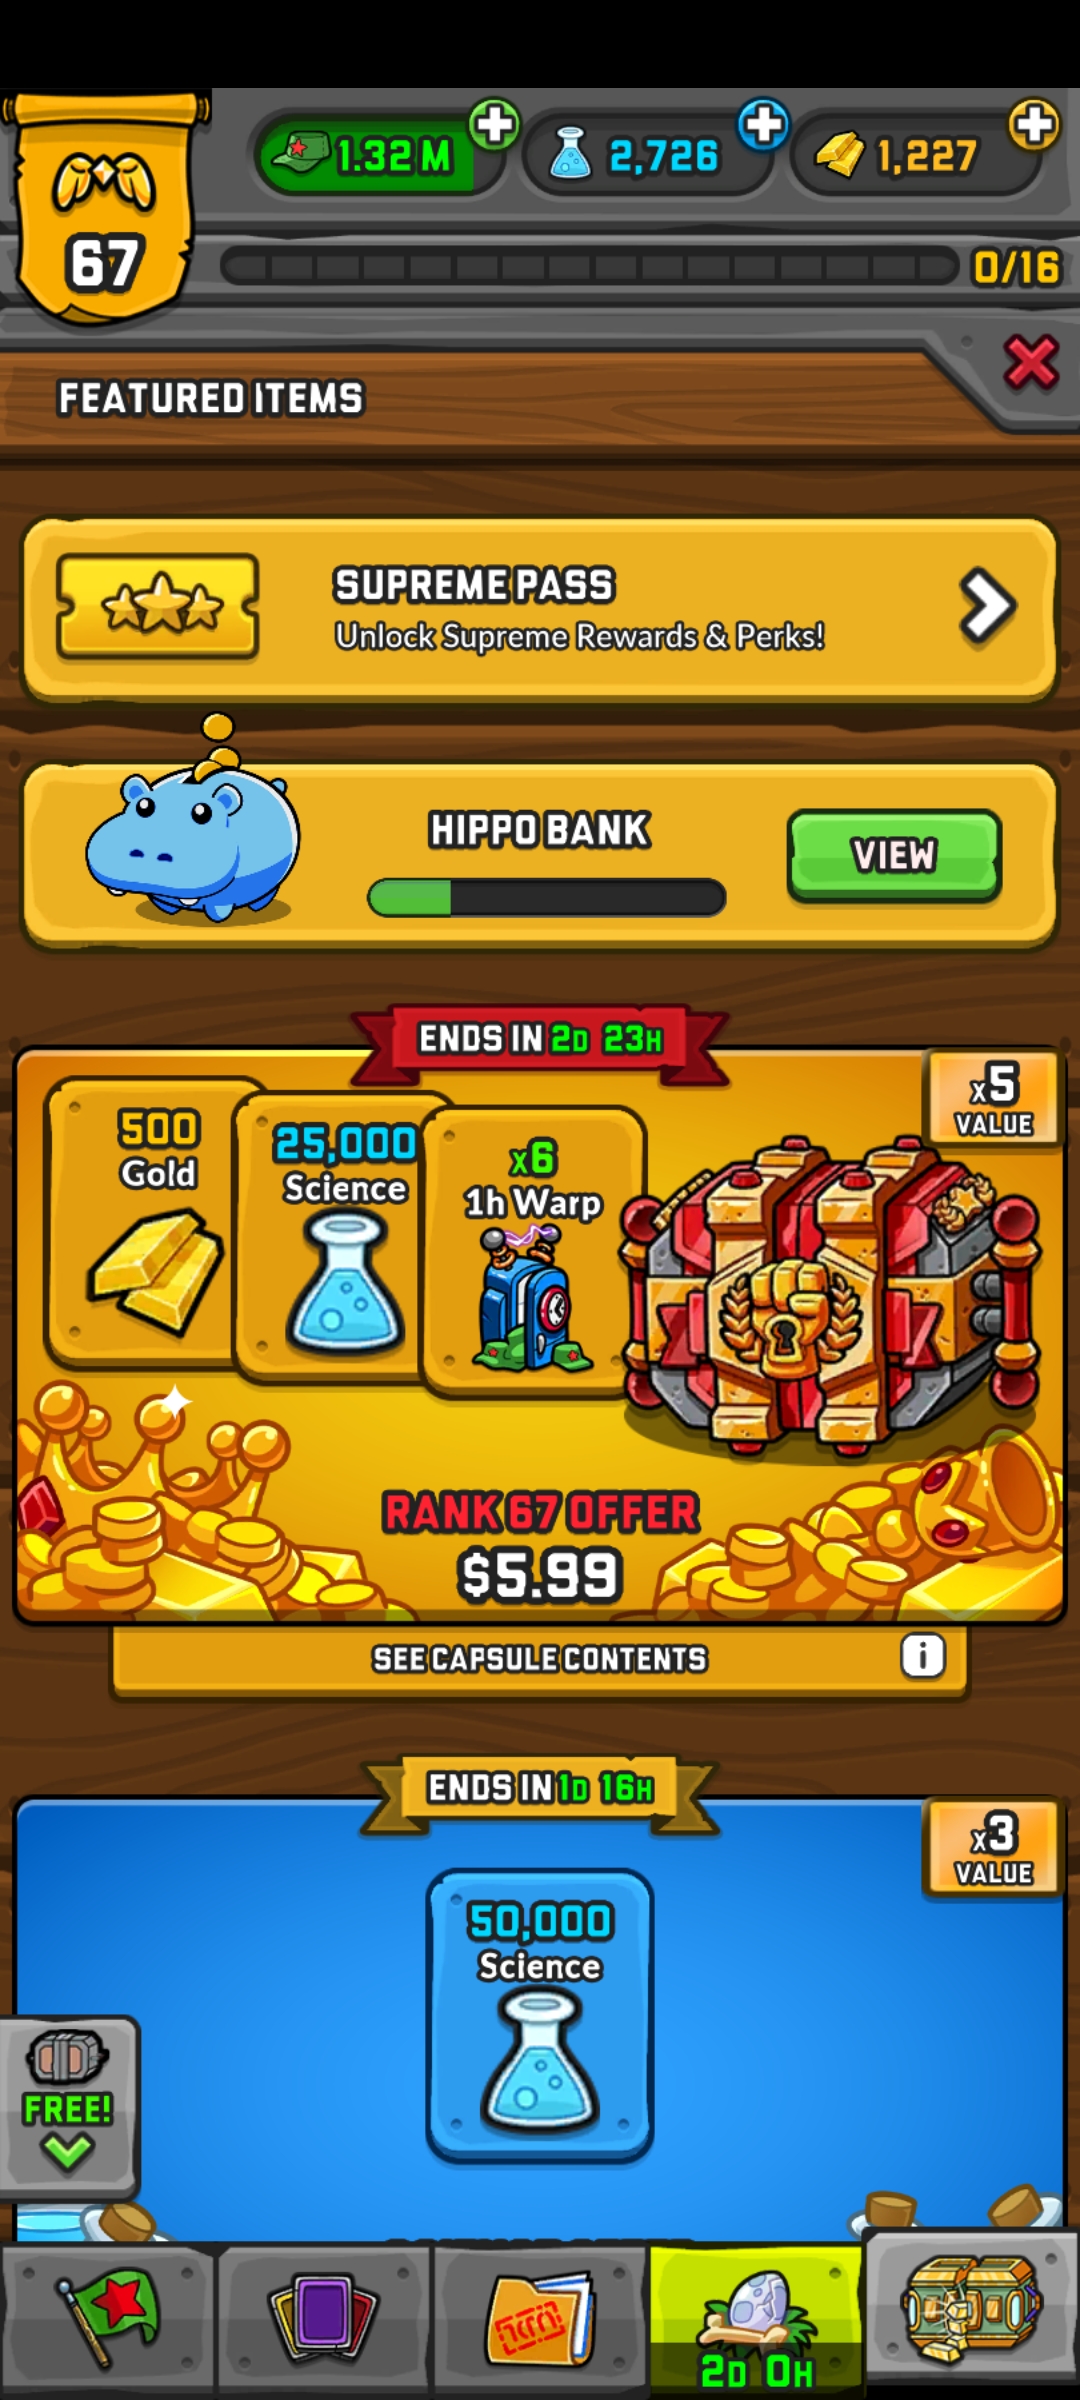 1.32 M
2,726
1,227
67
0/16
FEATURED ITEMS
SUPREME PASS
Unlock Supreme Rewards & Perks!
HIPPO BANK
VIEW
ENDS IN 2D 23H
x5
VALUE
500
Gold
25,000
Science
x6
1h Warp
RANK 67 OFFER
$5.99
SEE CAPSULE CONTENTS
i
ENDS IN 1D 16H
x3
VALUE
50,000
Science
FREE!
2D 0H